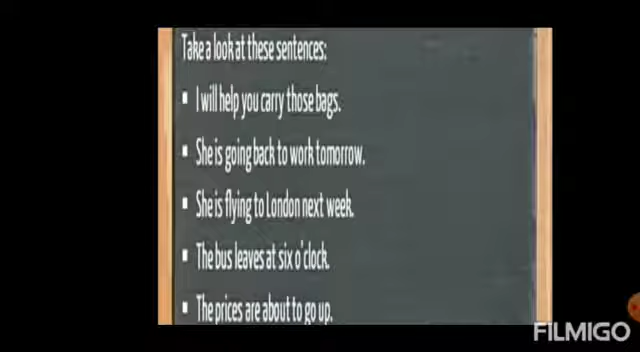 Take a look at these sentences:
▪ I will help you carry those bags.
▪ She is going back to work tomorrow.
▪ She is flying to London next week.
▪ The bus leaves at six o'clock.
▪ The prices are about to go up.
FILMIGO